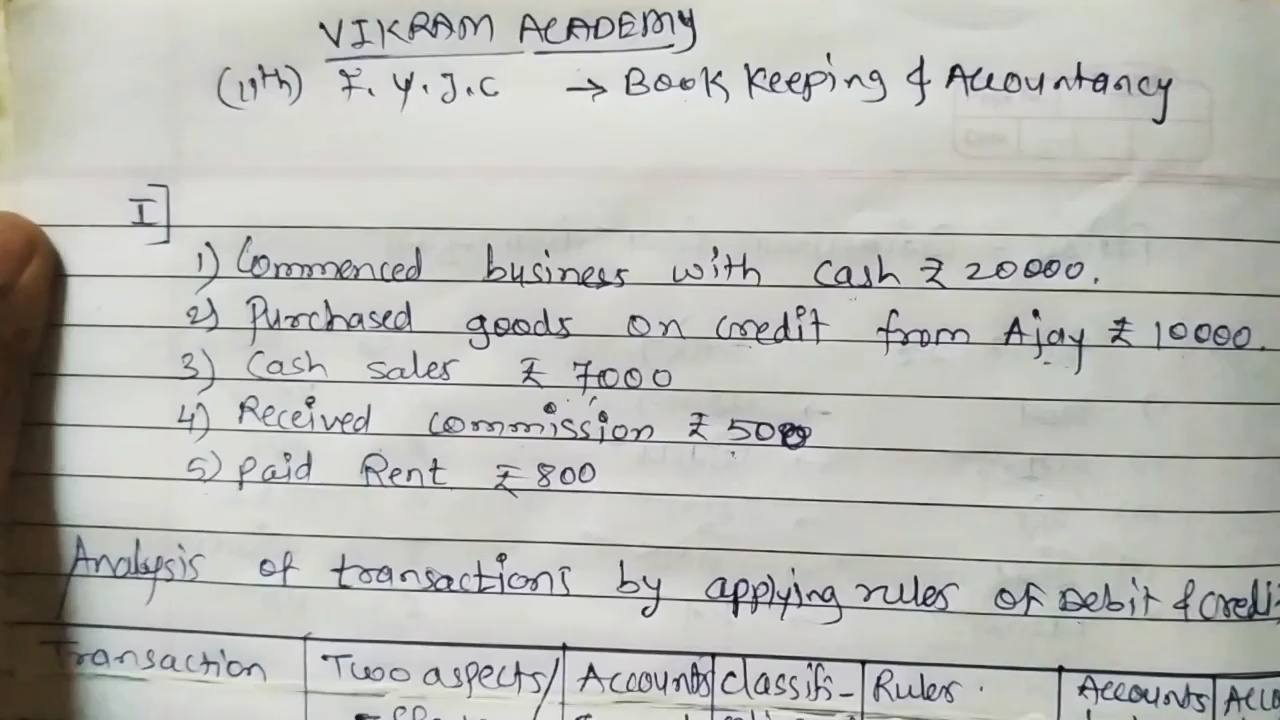 VIKRAM ACADEMY
(11th) F.Y.J.C → Book Keeping & Accountancy
I]
1) Commenced business with cash ₹ 20000.
2) Purchased goods on credit from Ajay ₹ 10000.
3) Cash sales ₹ 7000
4) Received commission ₹ 500
5) Paid Rent ₹ 800
Analysis of transactions by applying rules of Debit & Credi
Transaction Two aspects/ Accounts classifi- Rules Accounts